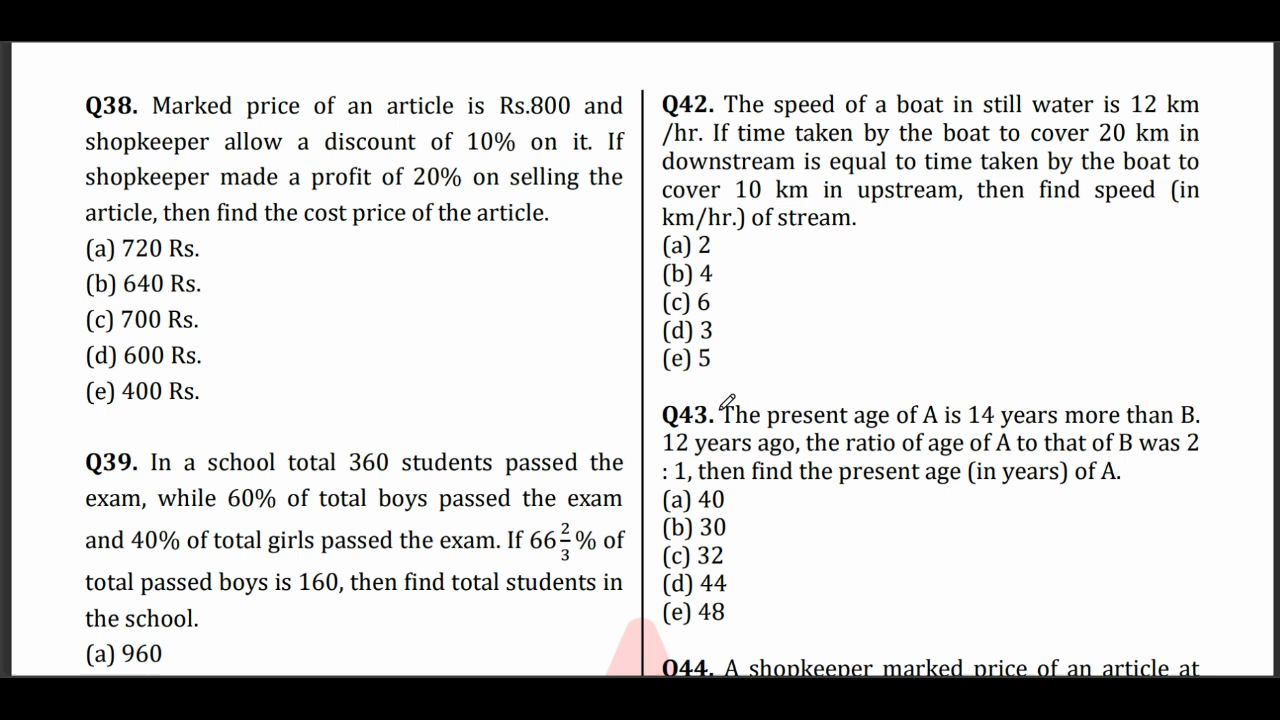 Q38. Marked price of an article is Rs.800 and
shopkeeper allow a discount of 10% on it. If
shopkeeper made a profit of 20% on selling the
article, then find the cost price of the article.
(a) 720 Rs.
(b) 640 Rs.
(c) 700 Rs.
(d) 600 Rs.
(e) 400 Rs.
Q39. In a school total 360 students passed the
exam, while 60% of total boys passed the exam
and 40% of total girls passed the exam. If 66 2/3 % of
total passed boys is 160, then find total students in
the school.
(a) 960
Q42. The speed of a boat in still water is 12 km
/hr. If time taken by the boat to cover 20 km in
downstream is equal to time taken by the boat to
cover 10 km in upstream, then find speed (in
km/hr.) of stream.
(a) 2
(b) 4
(c) 6
(d) 3
(e) 5
Q43. The present age of A is 14 years more than B.
12 years ago, the ratio of age of A to that of B was 2
: 1, then find the present age (in years) of A.
(a) 40
(b) 30
(c) 32
(d) 44
(e) 48
Q44. A shopkeeper marked price of an article at